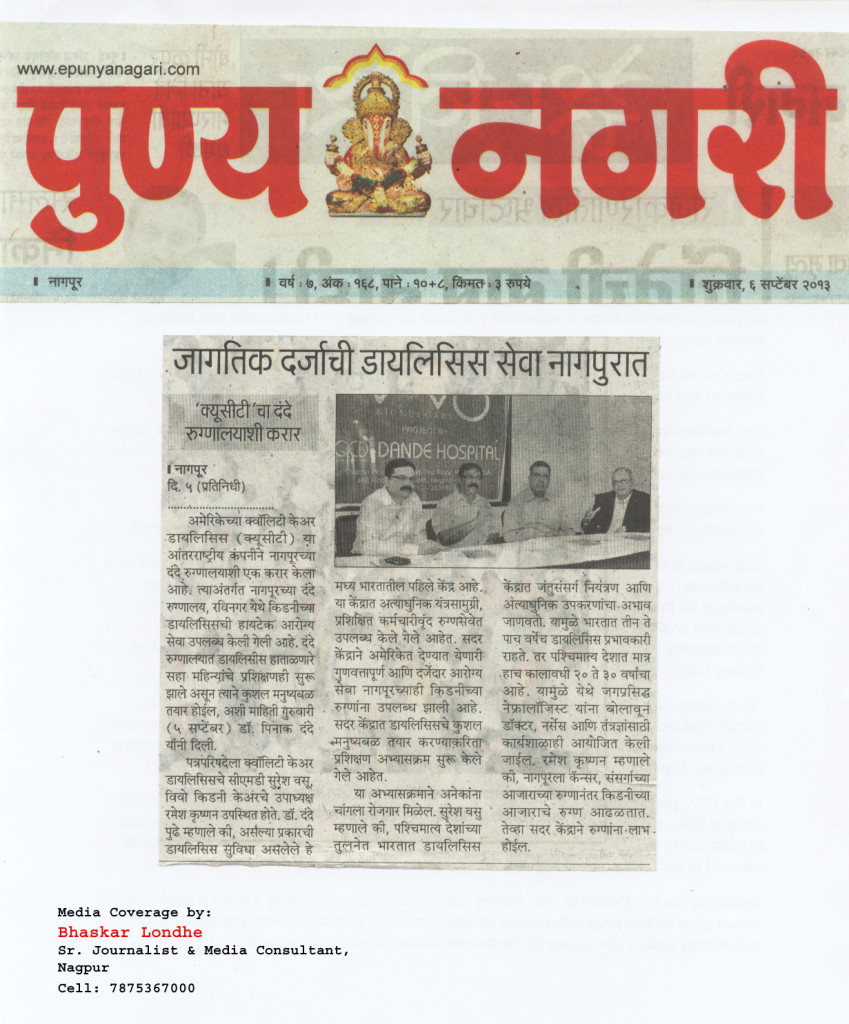 www.epunyanagari.com
पुण्य नगरी
नागपूर
वर्ष : ७, अंक : १६८, पाने : १०+८, किंमत : ३ रुपये
शुक्रवार, ६ सप्टेंबर २०१३
जागतिक दर्जाची डायलिसिस सेवा नागपुरात
'क्यूसीटी'चा दंदे
रुग्णालयाशी करार
नागपूर
दि. ५ (प्रतिनिधी)
अमेरिकेच्या क्वॉलिटी केअर
डायलिसिस (क्यूसीटी) या
आंतरराष्ट्रीय कंपनीने नागपूरच्या
दंदे रुग्णालयाशी एक करार केला
आहे. त्याअंतर्गत नागपूरच्या दंदे
रुग्णालय, रविनगर येथे किडनीच्या
डायलिसिसची हायटेक आरोग्य
सेवा उपलब्ध केली गेली आहे. दंदे
रुग्णालयात डायलिसीस हाताळणारे
सहा महिन्यांचे प्रशिक्षणही सुरू
झाले असून त्याने कुशल मनुष्यबळ
तयार होईल, अशी माहिती गुरुवारी
(५ सप्टेंबर) डॉ. पिनाक दंदे
यांनी दिली.
पत्रपरिषदेला क्वॉलिटी केअर
डायलिसिसचे सीएमडी सुरेश वसू,
विवो किडनी केअरचे उपाध्यक्ष
रमेश कृष्णन उपस्थित होते. डॉ. दंदे
पुढे म्हणाले की, असल्या प्रकारची
डायलिसिस सुविधा असलेले हे
KIDNEY CARE
PROJECT BY
DANDE HOSPITAL
मध्य भारतातील पहिले केंद्र आहे.
या केंद्रात अत्याधुनिक यंत्रसामुग्री,
प्रशिक्षित कर्मचारीवृंद रुग्णसेवेत
उपलब्ध केले गेले आहेत. सदर
केंद्राने अमेरिकेत देण्यात येणारी
गुणवत्तापूर्ण आणि दर्जेदार आरोग्य
सेवा नागपूरच्याही किडनीच्या
रुग्णांना उपलब्ध झाली आहे.
सदर केंद्रात डायलिसिसचे कुशल
मनुष्यबळ तयार करण्याकरिता
प्रशिक्षण अभ्यासक्रम सुरू केले
गेले आहेत.
या अभ्यासक्रमाने अनेकांना
चांगला रोजगार मिळेल. सुरेश वसु
म्हणाले की, पश्चिमात्य देशांच्या
तुलनेत भारतात डायलिसिस
केंद्रात जंतुसंसर्ग नियंत्रण आणि
अत्याधुनिक उपकरणांचा अभाव
जाणवतो. यामुळे भारतात तीन ते
पाच वर्षेच डायलिसिस प्रभावकारी
राहते. तर पश्चिमात्य देशात मात्र
हाच कालावधी २० ते ३० वर्षाचा
आहे. यामुळे येथे जगप्रसिद्ध
नेफ्रालॉजिस्ट यांना बोलावून
डॉक्टर, नर्सेस आणि तंत्रज्ञांसाठी
कार्यशाळाही आयोजित केली
जाईल. रमेश कृष्णन म्हणाले
की, नागपूरला कॅन्सर, संसर्गाच्या
आजाराच्या रुग्णानंतर किडनीच्या
आजाराचे रुग्ण आढळतात.
तेव्हा सदर केंद्राने रुग्णांना लाभ
होईल.
Media Coverage by:
Bhaskar Londhe
Sr. Journalist & Media Consultant,
Nagpur
Cell: 7875367000